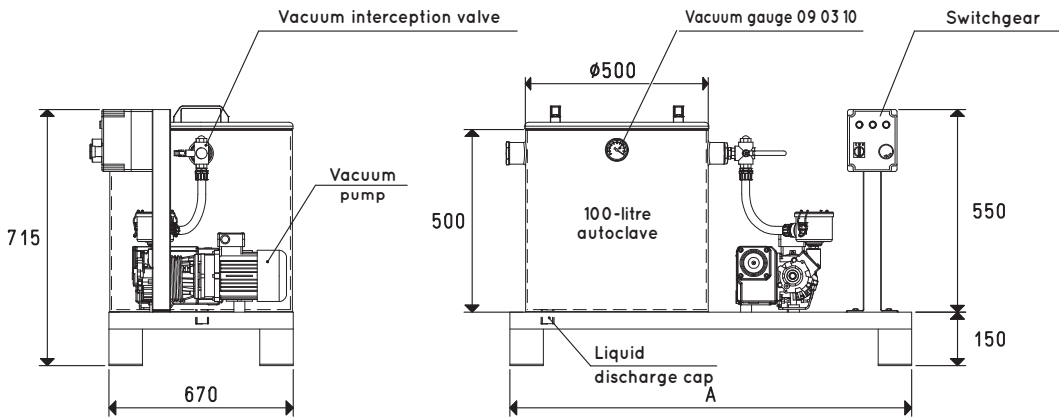 Vacuum interception valve
Vacuum gauge 09 03 10
Switchgear
ø500
Vacuum
pump
715
500
100-litre
autoclave
550
150
Liquid
discharge cap
670
A